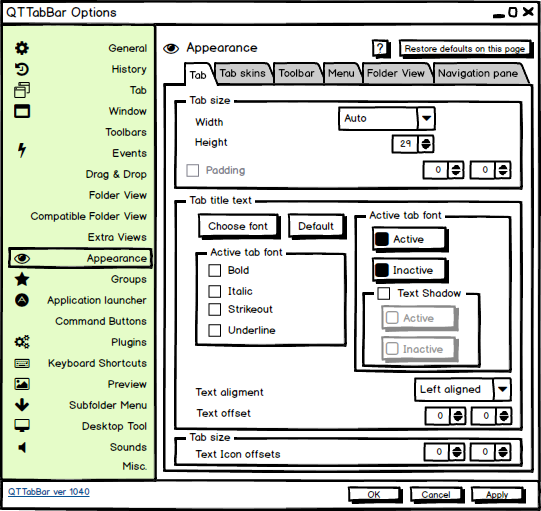 QTTabBar Options
General
History
Tab
Window
Toolbars
Events
Drag & Drop
Folder View
Compatible Folder View
Extra Views
Appearance
Groups
Application launcher
Command Buttons
Plugins
Keyboard Shortcuts
Preview
Subfolder Menu
Desktop Tool
Sounds
Misc.
Appearance
? Restore defaults on this page
Tab Tab skins Toolbar Menu Folder View Navigation pane
Tab size
Width Auto
Height 29
Padding 0 0
Tab title text
Choose font Default
Active tab font
Bold
Italic
Strikeout
Underline
Active tab font
Active
Inactive
Text Shadow
Active
Inactive
Text aligment Left aligned
Text offset 0 0
Tab size
Text Icon offsets 0 0
QTTabBar ver 1040
OK Cancel Apply